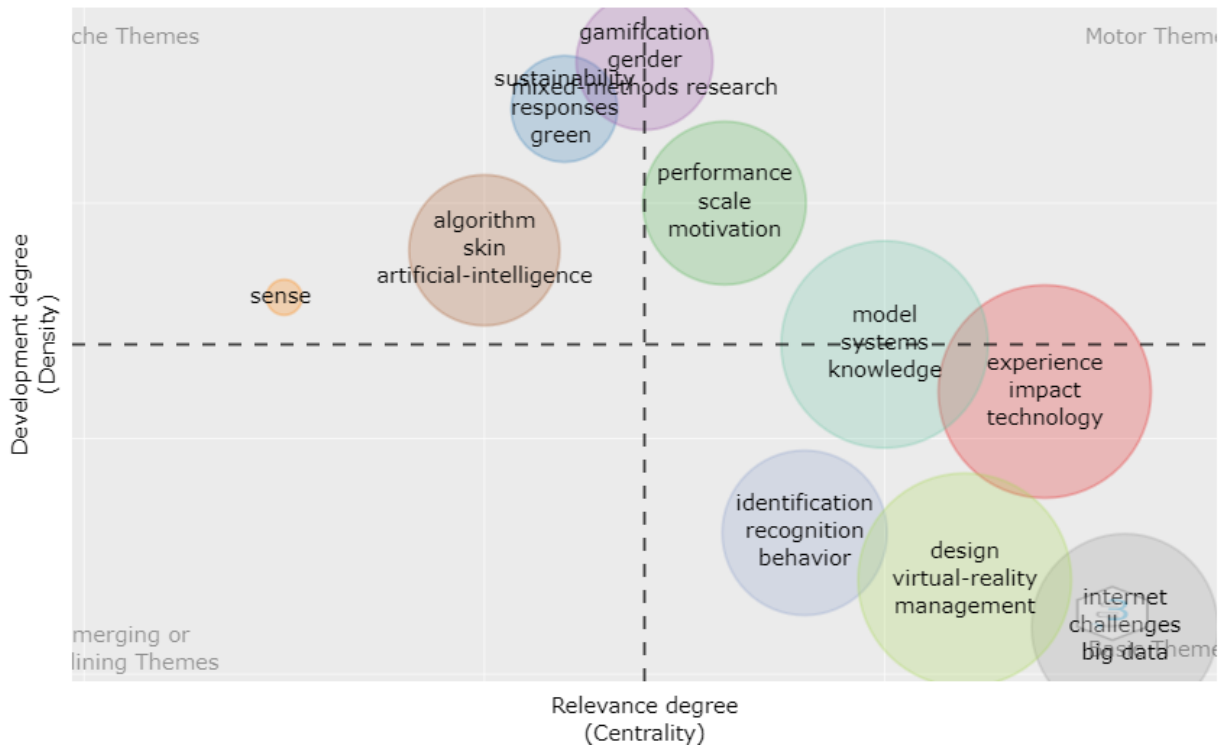 che Themes
Motor Theme
gamification
gender
mixed-methods research
sustainability
responses
green
performance
scale
motivation
algorithm
skin
artificial-intelligence
sense
model
systems
knowledge
experience
impact
technology
identification
recognition
behavior
design
virtual-reality
management
internet
challenges
big data
Basic Theme
merging or
lining Themes
Development degree
(Density)
Relevance degree
(Centrality)